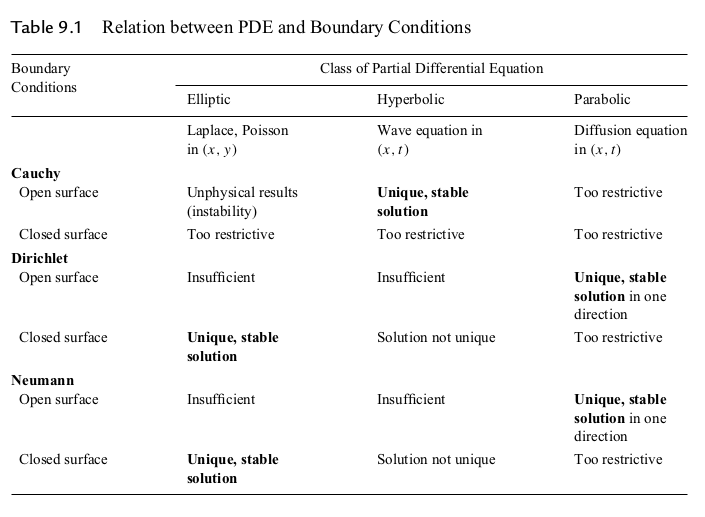 Table 9.1 Relation between PDE and Boundary Conditions
Boundary Conditions Class of Partial Differential Equation
Elliptic Hyperbolic Parabolic
Laplace, Poisson Wave equation in Diffusion equation
in (x, y) (x, t) in (x, t)
Cauchy
Open surface Unphysical results Unique, stable Too restrictive
(instability) solution
Closed surface Too restrictive Too restrictive Too restrictive
Dirichlet
Open surface Insufficient Insufficient Unique, stable
solution in one
direction
Closed surface Unique, stable Solution not unique Too restrictive
solution
Neumann
Open surface Insufficient Insufficient Unique, stable
solution in one
direction
Closed surface Unique, stable Solution not unique Too restrictive
solution